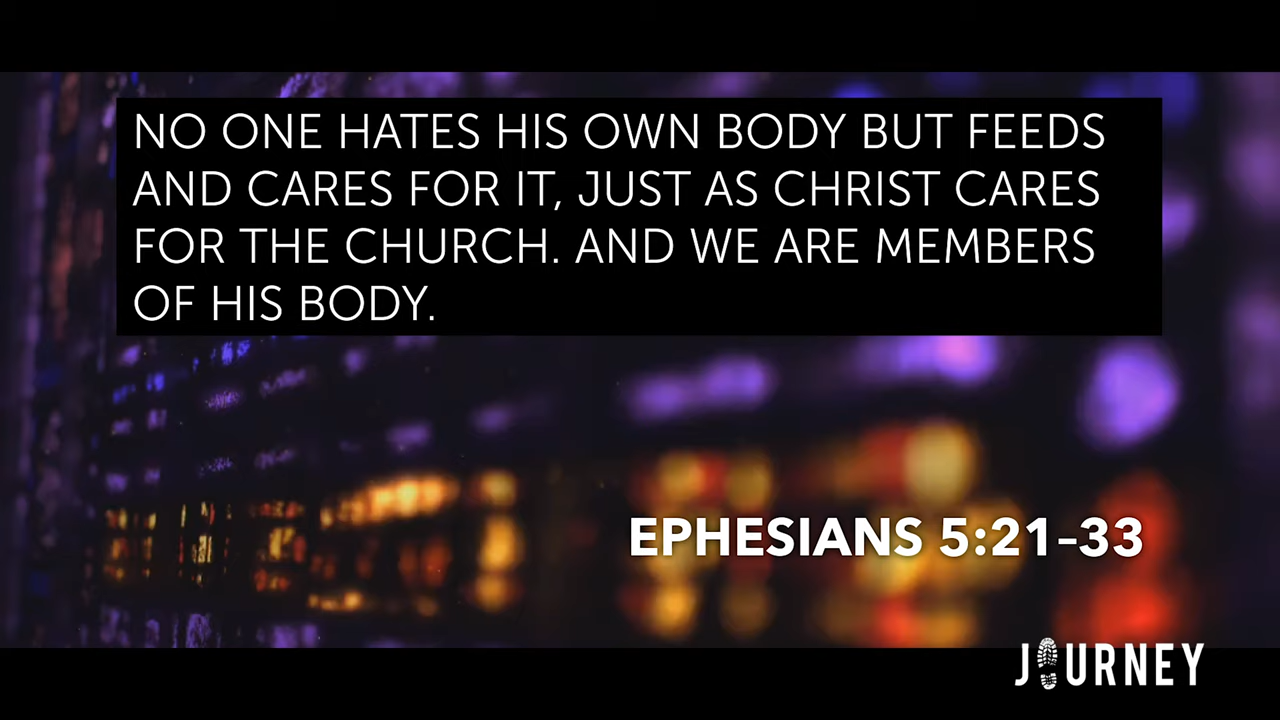 NO ONE HATES HIS OWN BODY BUT FEEDS
AND CARES FOR IT, JUST AS CHRIST CARES
FOR THE CHURCH. AND WE ARE MEMBERS
OF HIS BODY.
EPHESIANS 5:21–33
JOURNEY